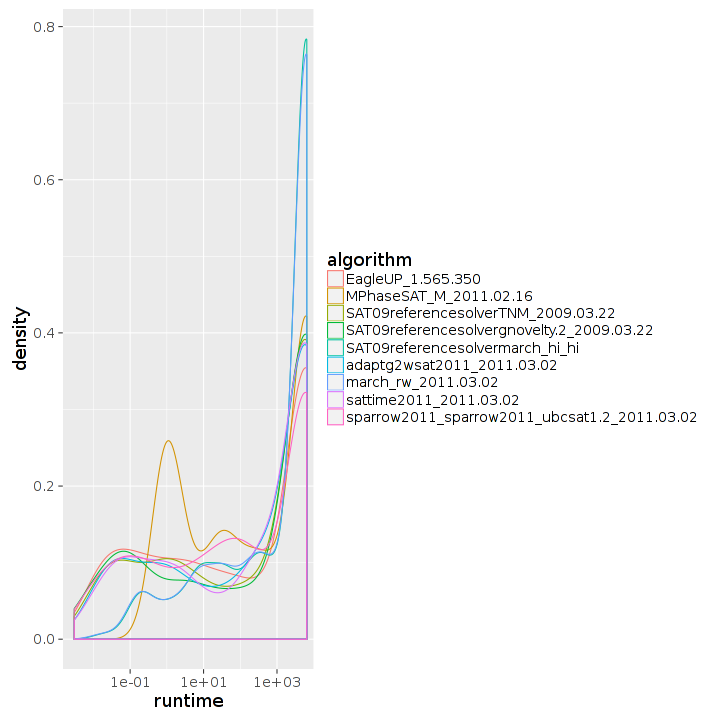 0.8
0.6
0.4
0.2
0.0
density
1e-01
1e+01
1e+03
runtime
algorithm
EagleUP_1.565.350
MPhaseSAT_M_2011.02.16
SAT09referencesolverTNM_2009.03.22
SAT09referencesolvergnovelty.2_2009.03.22
SAT09referencesolvermarch_hi_hi
adaptg2wsat2011_2011.03.02
march_rw_2011.03.02
sattime2011_2011.03.02
sparrow2011_sparrow2011_ubcsat1.2_2011.03.02